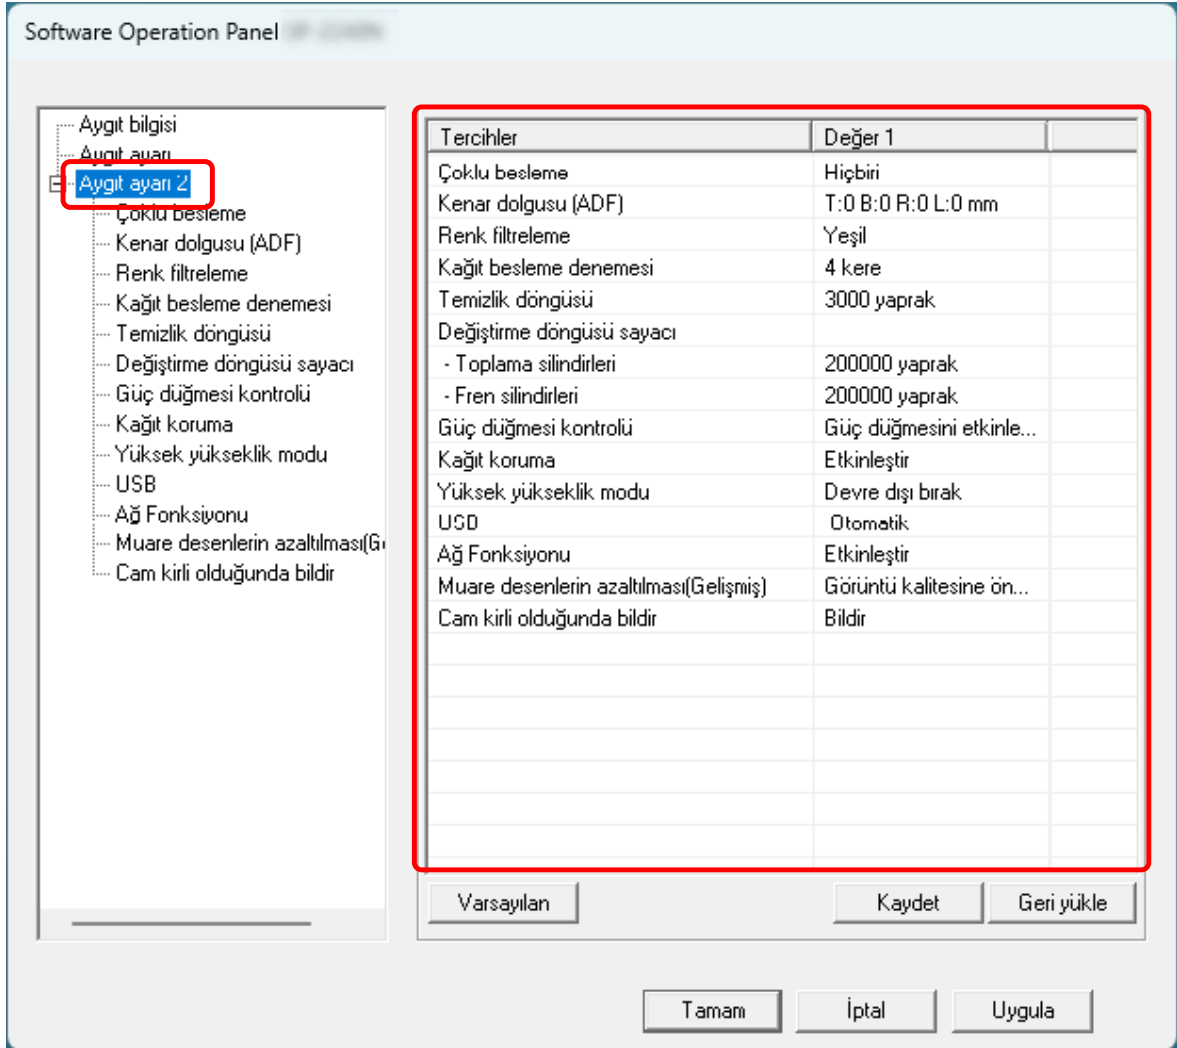 Software Operation Panel
Aygıt bilgisi
Aygıt ayarı
Aygıt ayarı 2
Çoklu besleme
Kenar dolgusu (ADF)
Renk filtreleme
Kağıt besleme denemesi
Temizlik döngüsü
Değiştirme döngüsü sayacı
Güç düğmesi kontrolü
Kağıt koruma
Yüksek yükseklik modu
USB
Ağ Fonksiyonu
Muare desenlerin azaltılması(G
Cam kirli olduğunda bildir
Tercihler Değer 1
Çoklu besleme Hiçbiri
Kenar dolgusu (ADF) T:0 B:0 R:0 L:0 mm
Renk filtreleme Yeşil
Kağıt besleme denemesi 4 kere
Temizlik döngüsü 3000 yaprak
Değiştirme döngüsü sayacı
- Toplama silindirleri 200000 yaprak
- Fren silindirleri 200000 yaprak
Güç düğmesi kontrolü Güç düğmesini etkinle...
Kağıt koruma Etkinleştir
Yüksek yükseklik modu Devre dışı bırak
USB Otomatik
Ağ Fonksiyonu Etkinleştir
Muare desenlerin azaltılması(Gelişmiş) Görüntü kalitesine ön...
Cam kirli olduğunda bildir Bildir
Varsayılan Kaydet Geri yükle
Tamam İptal Uygula